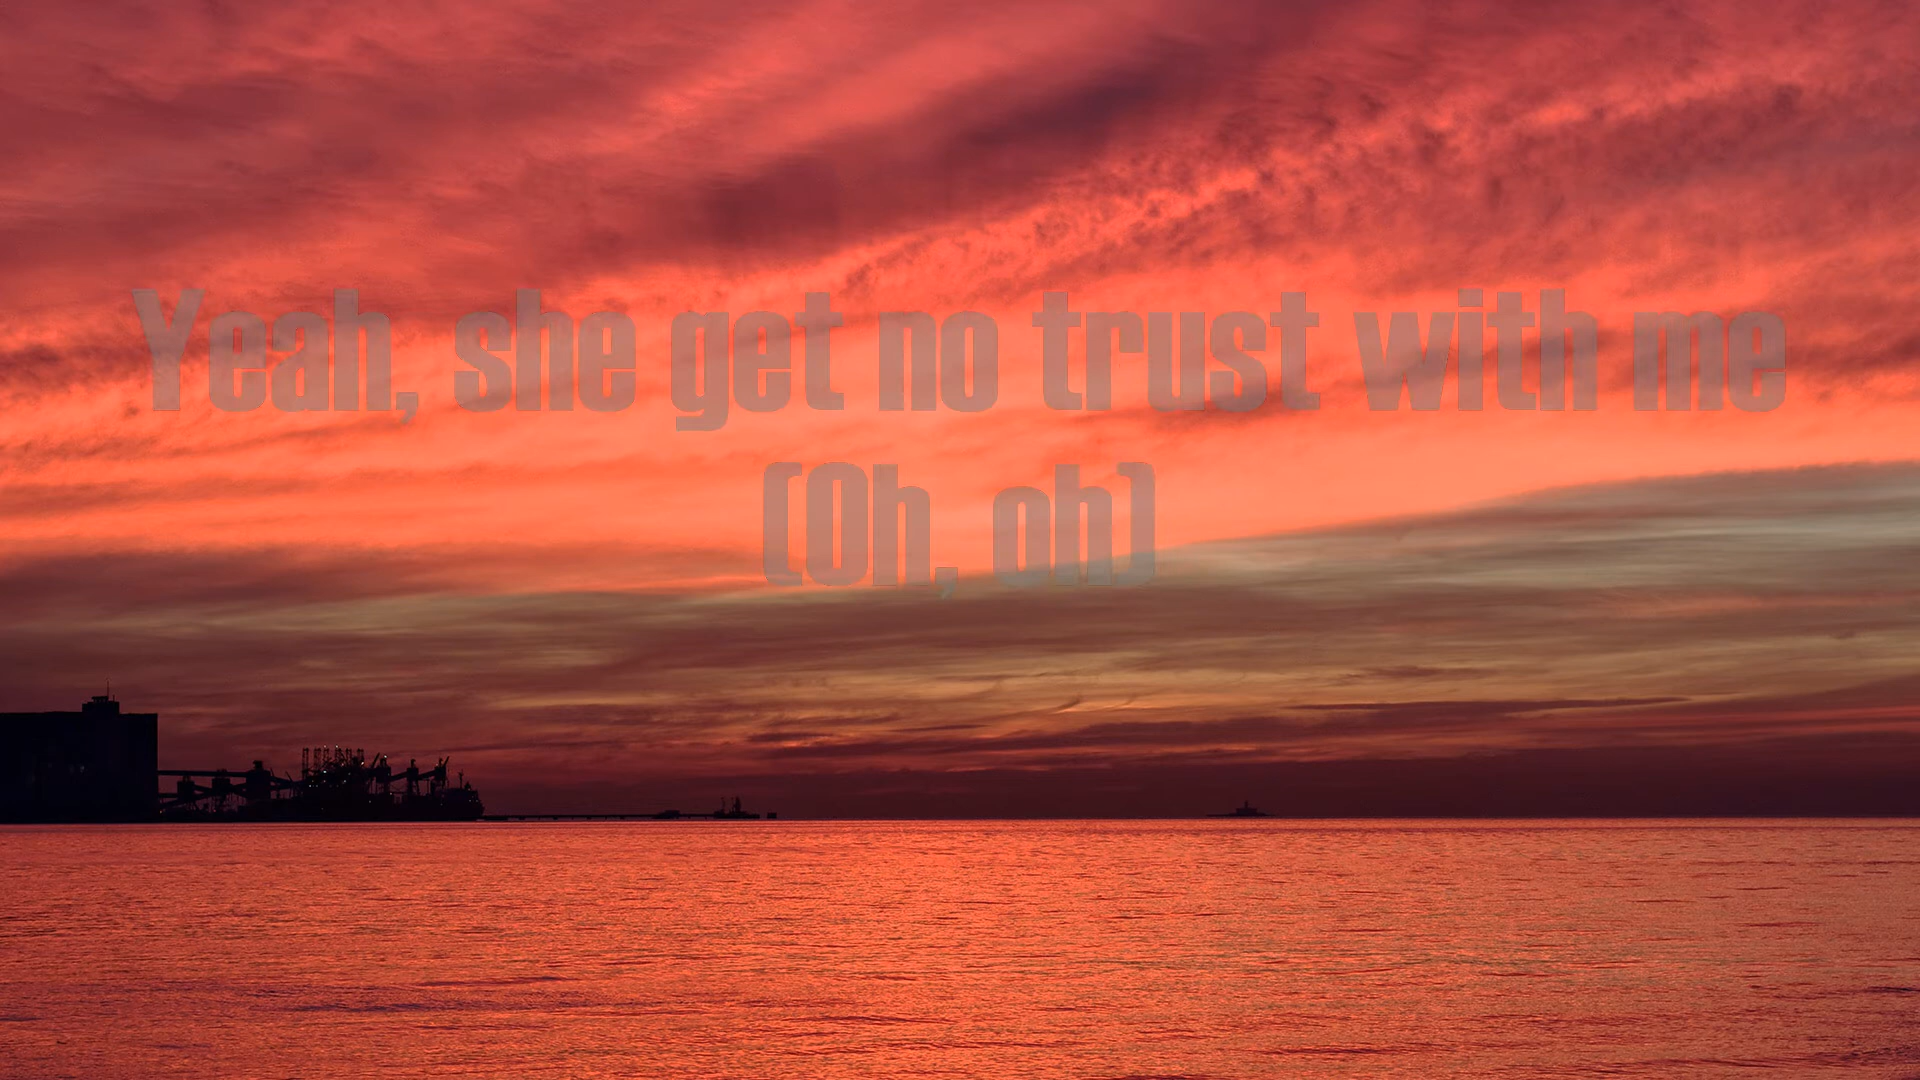 Yeah, she get no trust with me
(Oh, oh)